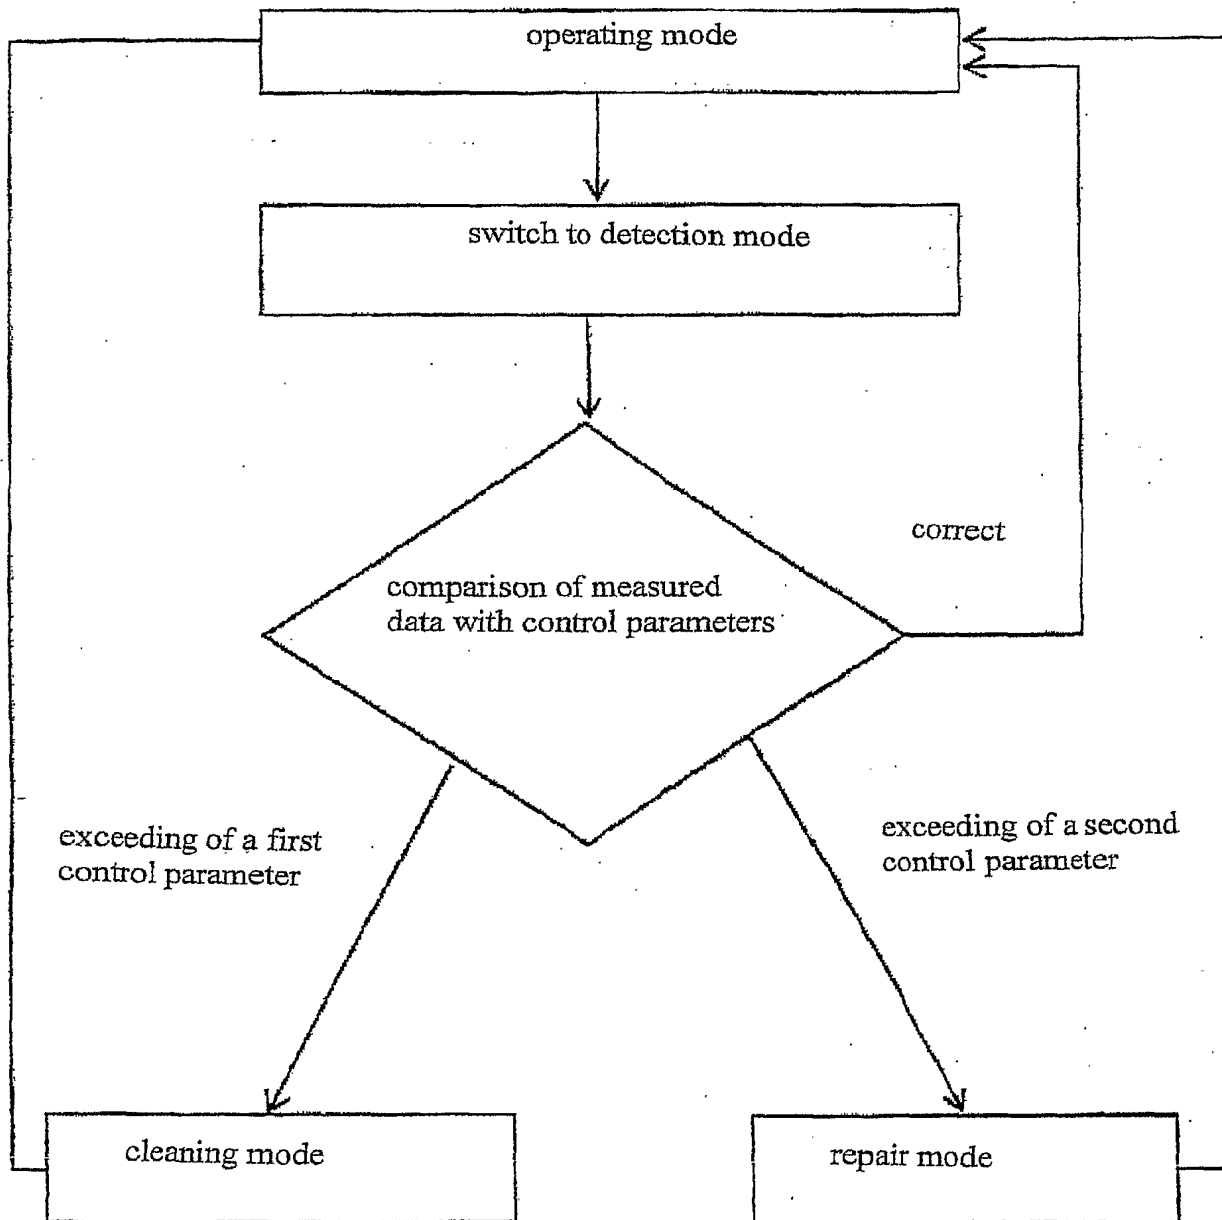 operating mode
switch to detection mode
correct
comparison of measured
data with control parameters
exceeding of a first
control parameter
exceeding of a second
control parameter
cleaning mode
repair mode